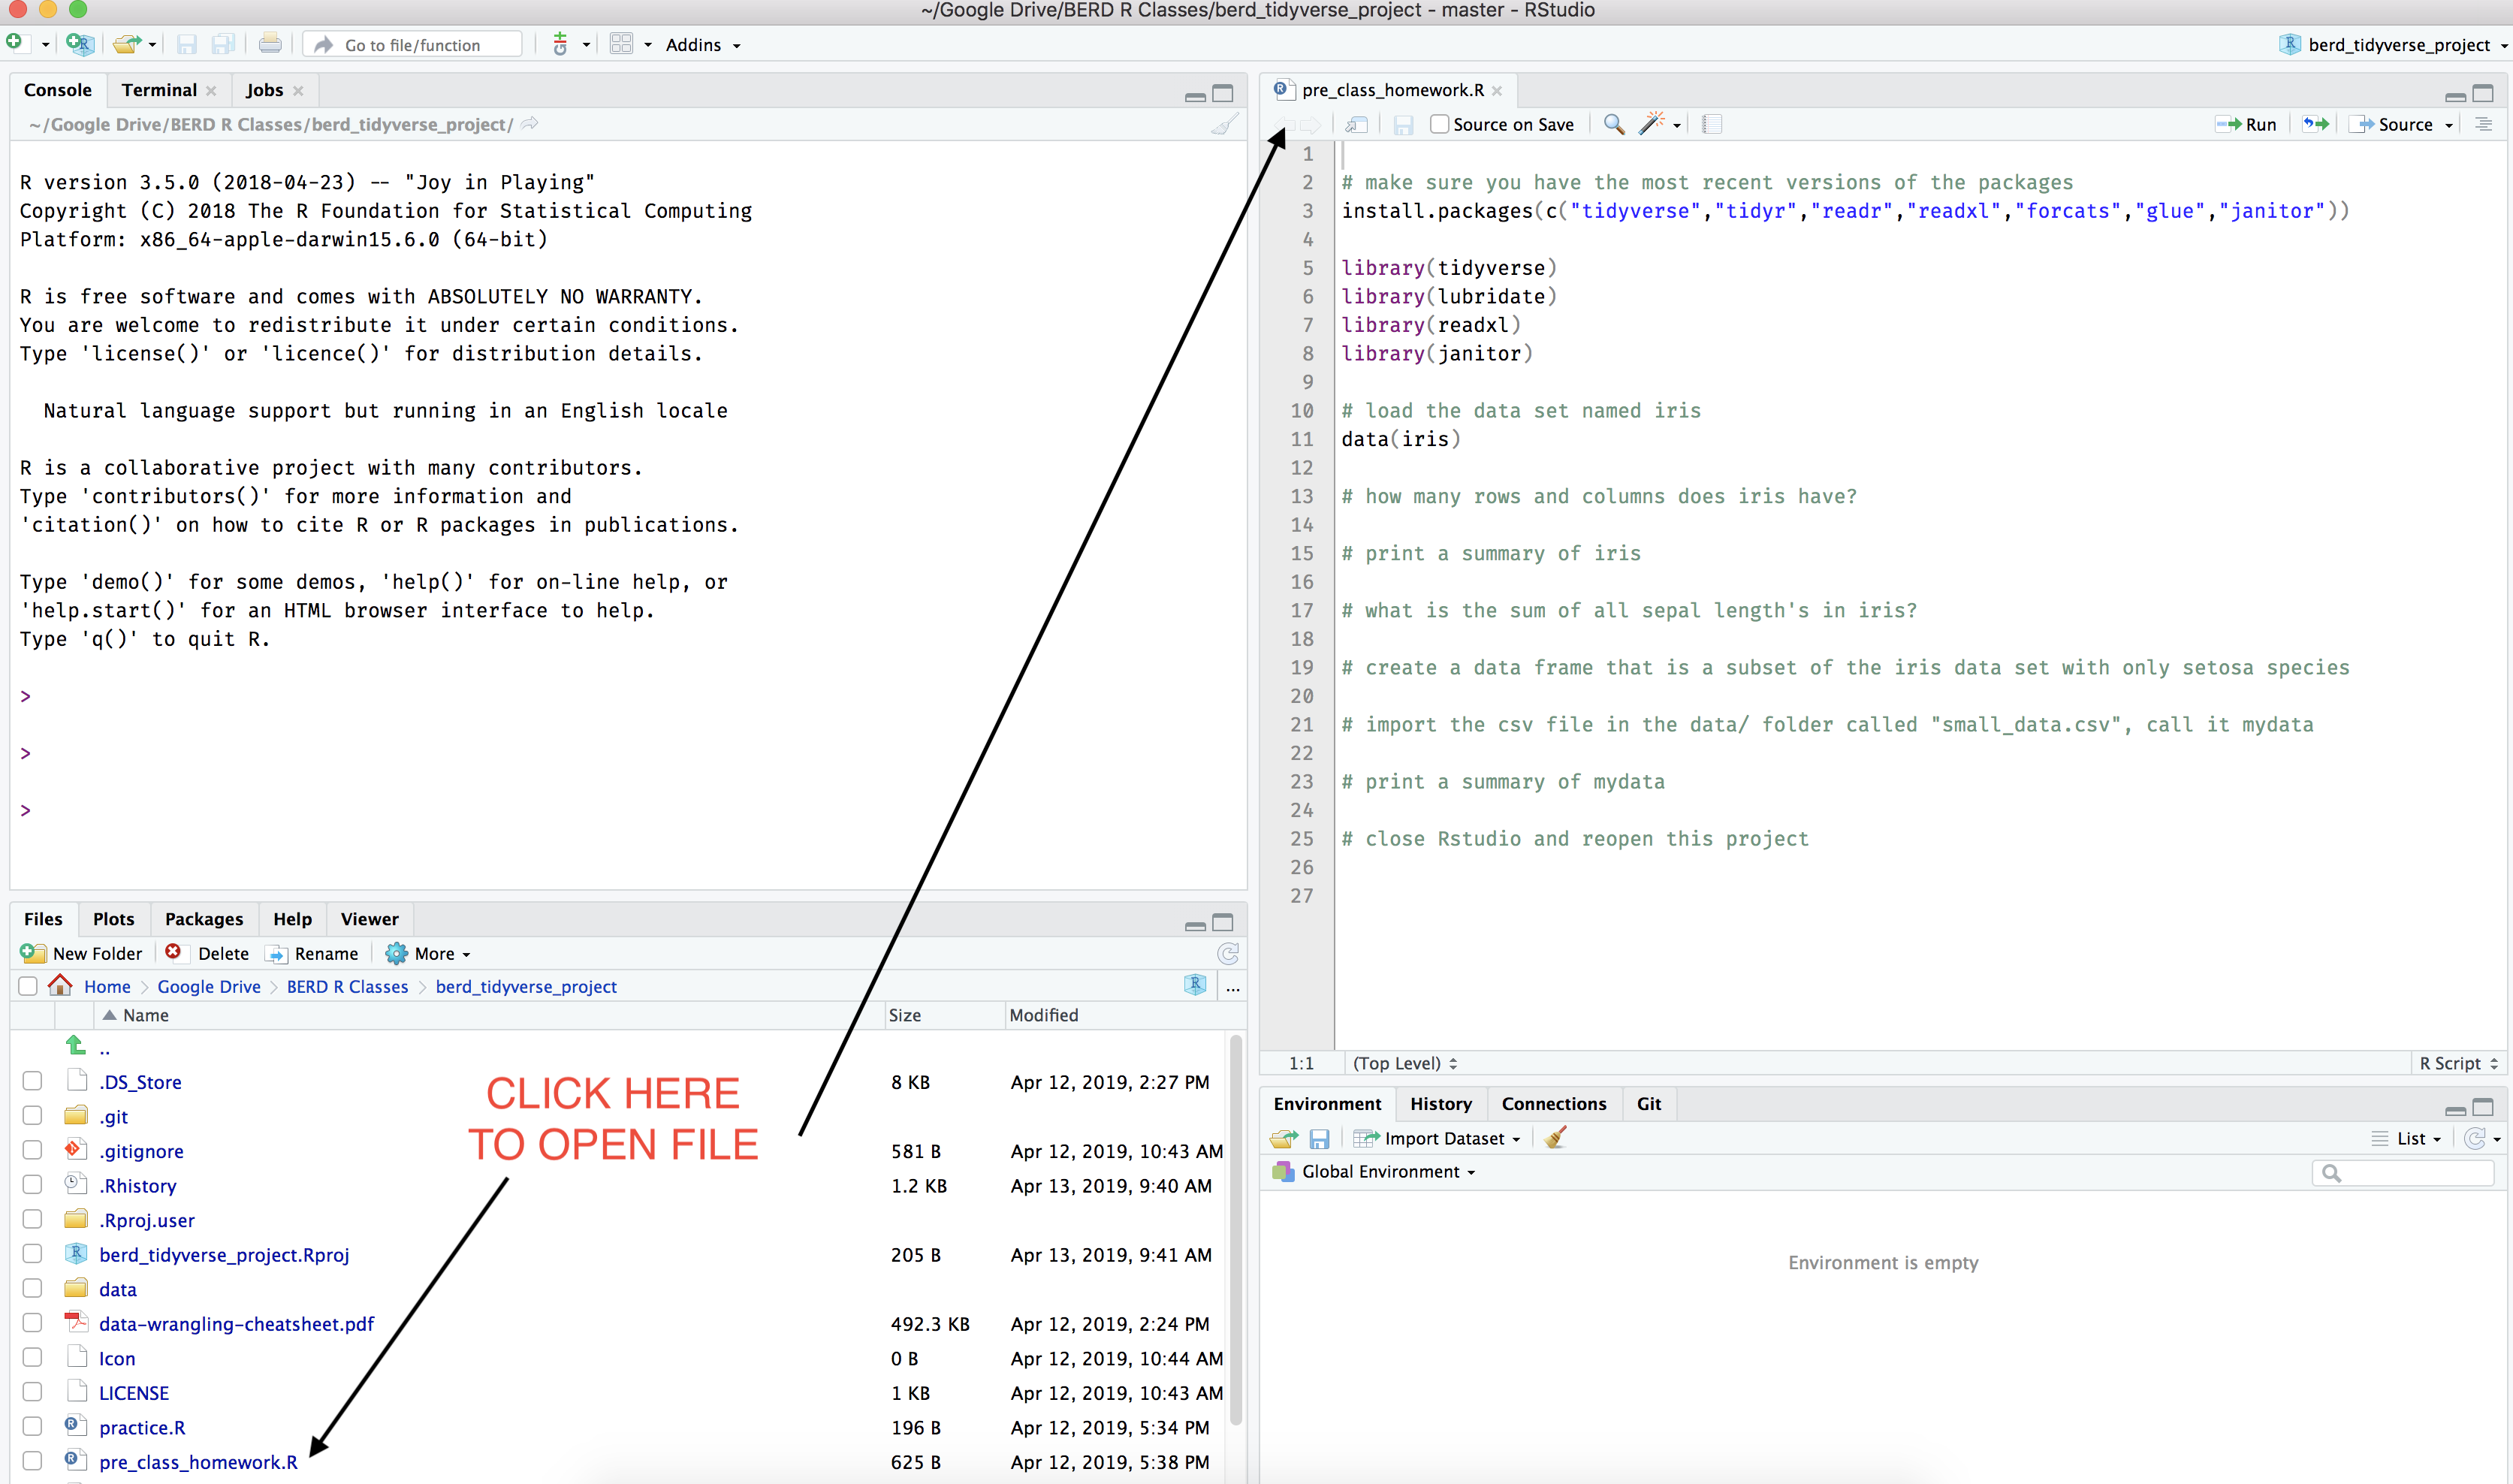 ~/Google Drive/BERD R Classes/berd_tidyverse_project - master - RStudio
Go to file/function
Addins
berd_tidyverse_project
Console Terminal Jobs
~/Google Drive/BERD R Classes/berd_tidyverse_project/
R version 3.5.0 (2018-04-23) -- "Joy in Playing"
Copyright (C) 2018 The R Foundation for Statistical Computing
Platform: x86_64-apple-darwin15.6.0 (64-bit)
R is free software and comes with ABSOLUTELY NO WARRANTY.
You are welcome to redistribute it under certain conditions.
Type 'license()' or 'licence()' for distribution details.
Natural language support but running in an English locale
R is a collaborative project with many contributors.
Type 'contributors()' for more information and
'citation()' on how to cite R or R packages in publications.
Type 'demo()' for some demos, 'help()' for on-line help, or
'help.start()' for an HTML browser interface to help.
Type 'q()' to quit R.
>
>
>
Files Plots Packages Help Viewer
New Folder Delete Rename More
Home > Google Drive > BERD R Classes > berd_tidyverse_project ...
Name Size Modified
..
.DS_Store 8 KB Apr 12, 2019, 2:27 PM
.git
.gitignore 581 B Apr 12, 2019, 10:43 AM
.Rhistory 1.2 KB Apr 13, 2019, 9:40 AM
.Rproj.user
berd_tidyverse_project.Rproj 205 B Apr 13, 2019, 9:41 AM
data
data-wrangling-cheatsheet.pdf 492.3 KB Apr 12, 2019, 2:24 PM
Icon 0 B Apr 12, 2019, 10:44 AM
LICENSE 1 KB Apr 12, 2019, 10:43 AM
practice.R 196 B Apr 12, 2019, 5:34 PM
pre_class_homework.R 625 B Apr 12, 2019, 5:38 PM
CLICK HERE
TO OPEN FILE
pre_class_homework.R
Source on Save Run Source
1
2 # make sure you have the most recent versions of the packages
3 install.packages(c("tidyverse","tidyr","readr","readxl","forcats","glue","janitor"))
4
5 library(tidyverse)
6 library(lubridate)
7 library(readxl)
8 library(janitor)
9
10 # load the data set named iris
11 data(iris)
12
13 # how many rows and columns does iris have?
14
15 # print a summary of iris
16
17 # what is the sum of all sepal length's in iris?
18
19 # create a data frame that is a subset of the iris data set with only setosa species
20
21 # import the csv file in the data/ folder called "small_data.csv", call it mydata
22
23 # print a summary of mydata
24
25 # close Rstudio and reopen this project
26
27
1:1 (Top Level) R Script
Environment History Connections Git
Import Dataset List
Global Environment
Environment is empty